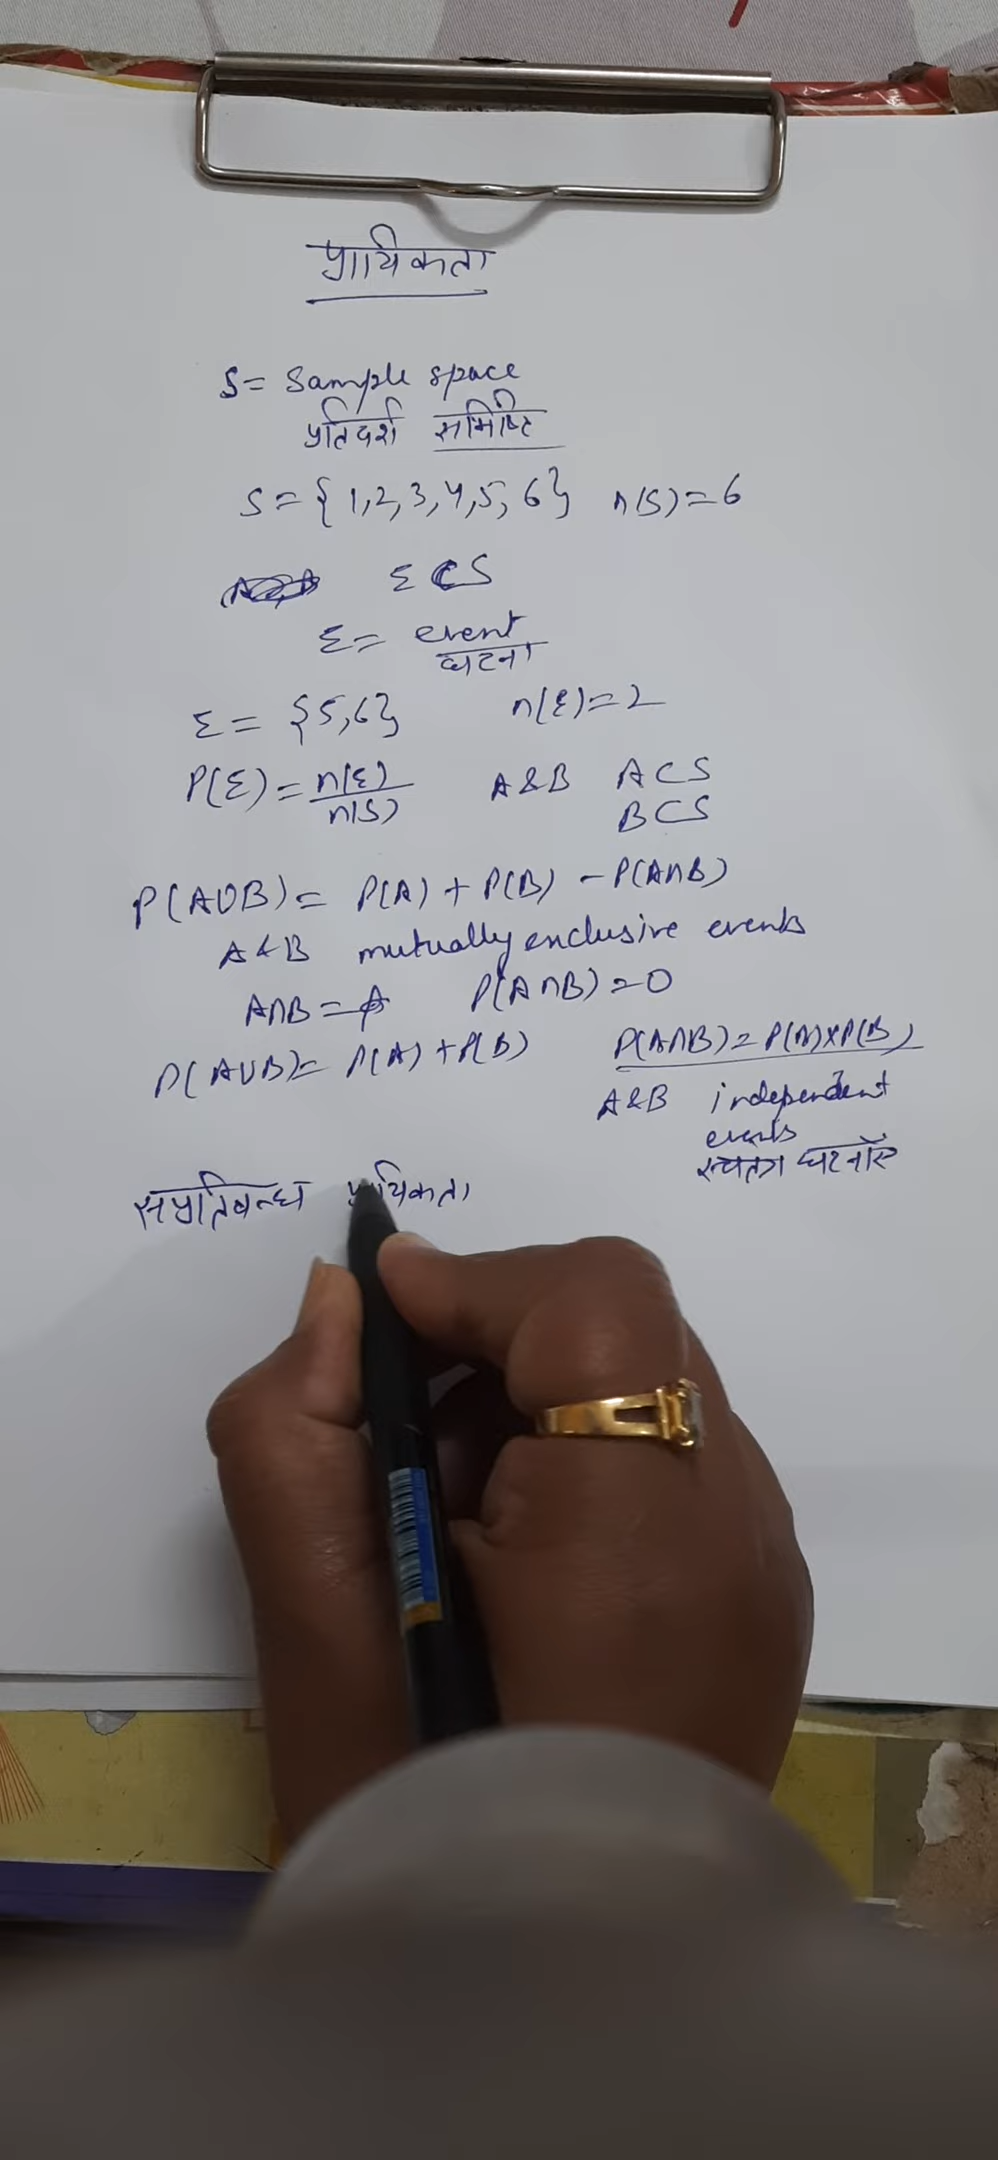 प्रायिकता
S = Sample space
प्रतिदर्श समिष्टि
S = {1,2,3,4,5,6} n(S)=6
E ⊂ S
E = event
घटना
E = {5,6} n(E)=2
P(E) = n(E)/n(S) A & B A ⊂ S
B ⊂ S
P(A∪B) = P(A) + P(B) - P(A∩B)
A & B mutually exclusive events
A∩B = ϕ P(A∩B) = 0
P(A∪B) = P(A) + P(B) P(A∩B) = P(A)×P(B)
A & B independent
events
स्वतंत्र घटनाएँ
सप्रतिबन्ध प्रायिकता